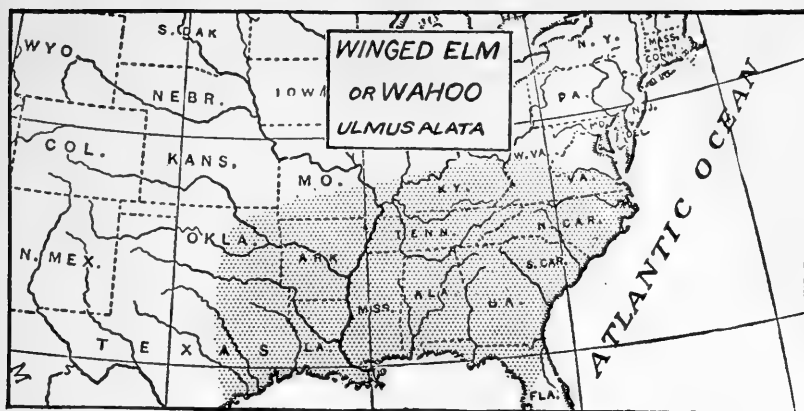 WINGED ELM
OR WAHOO
ULMUS ALATA
WYO.
S. DAK
N. Y.
MASS.
CONN.
NEBR.
IOWA
PA.
N.J.
DEL.
COL.
KANS.
MO.
W.VA.
VA.
KY.
N. MEX.
OKLA.
ARK
TENN.
N. CAR.
S. CAR.
MISS.
ALA.
GA.
TEXAS
LA.
FLA.
ATLANTIC OCEAN